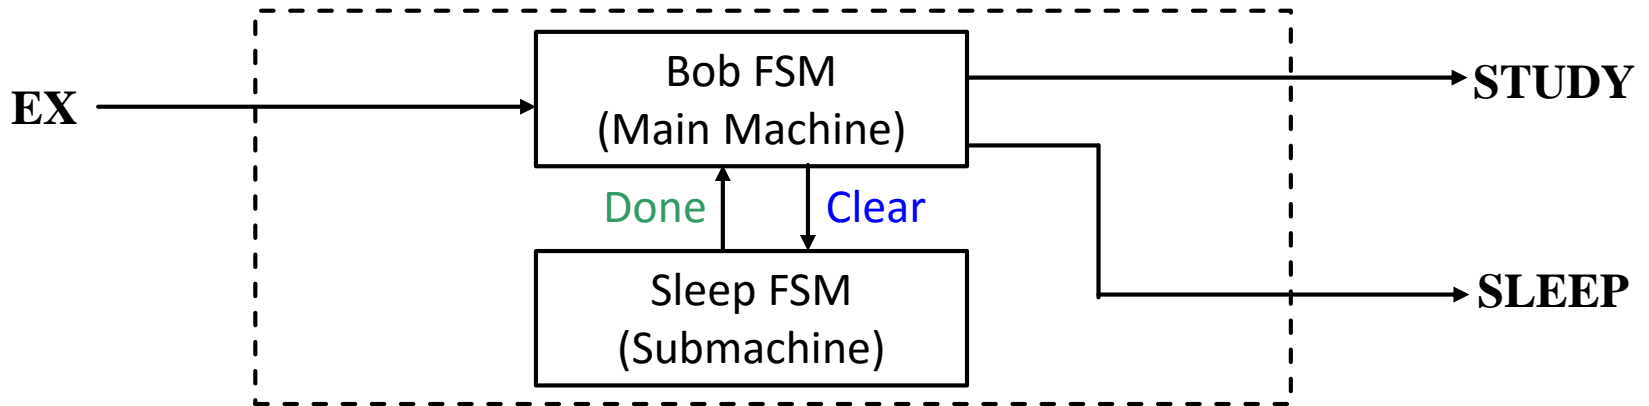 EX
Bob FSM
(Main Machine)
STUDY
Done
Clear
Sleep FSM
(Submachine)
SLEEP